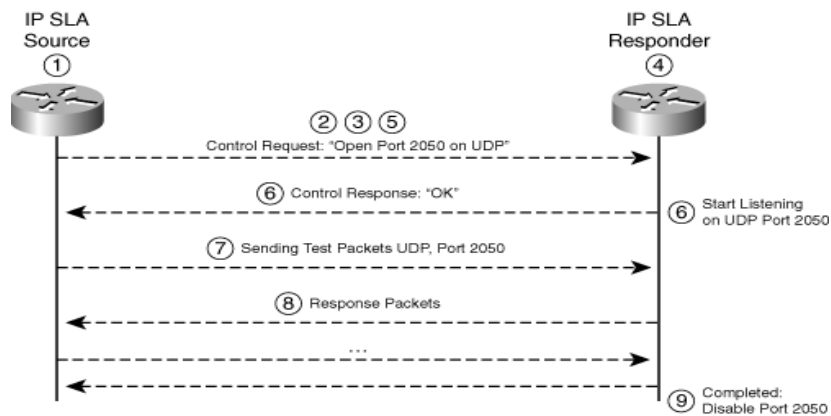 IP SLA
Source
①
IP SLA
Responder
④
② ③ ⑤
Control Request: "Open Port 2050 on UDP"
⑥ Control Response: "OK"
⑥ Start Listening
on UDP Port 2050
⑦ Sending Test Packets UDP, Port 2050
⑧ Response Packets
...
⑨ Completed:
Disable Port 2050